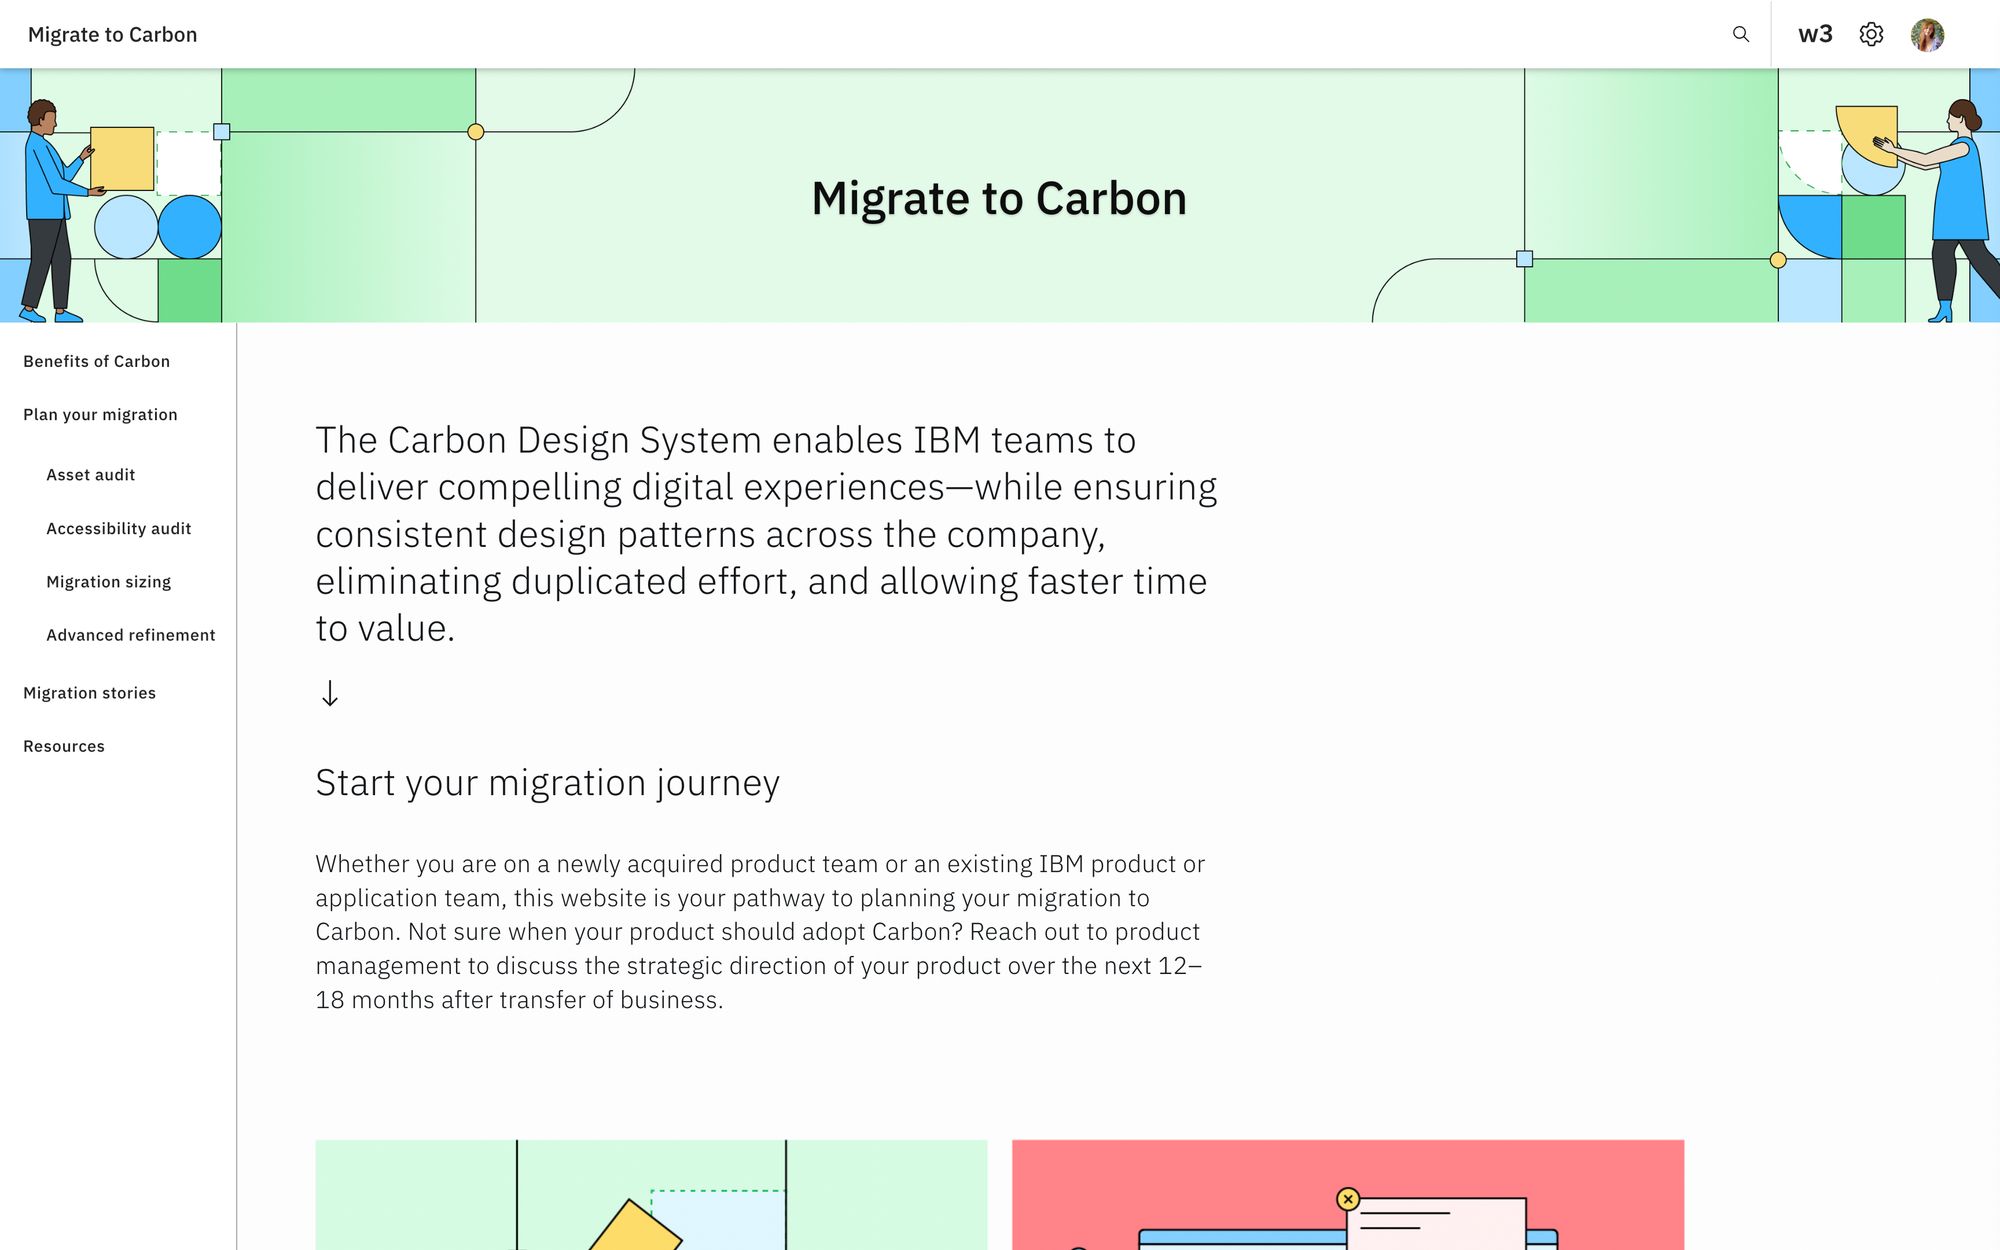 Migrate to Carbon
w3
Migrate to Carbon
Benefits of Carbon
Plan your migration
Asset audit
Accessibility audit
Migration sizing
Advanced refinement
Migration stories
Resources
The Carbon Design System enables IBM teams to
deliver compelling digital experiences—while ensuring
consistent design patterns across the company,
eliminating duplicated effort, and allowing faster time
to value.
Start your migration journey
Whether you are on a newly acquired product team or an existing IBM product or
application team, this website is your pathway to planning your migration to
Carbon. Not sure when your product should adopt Carbon? Reach out to product
management to discuss the strategic direction of your product over the next 12–
18 months after transfer of business.